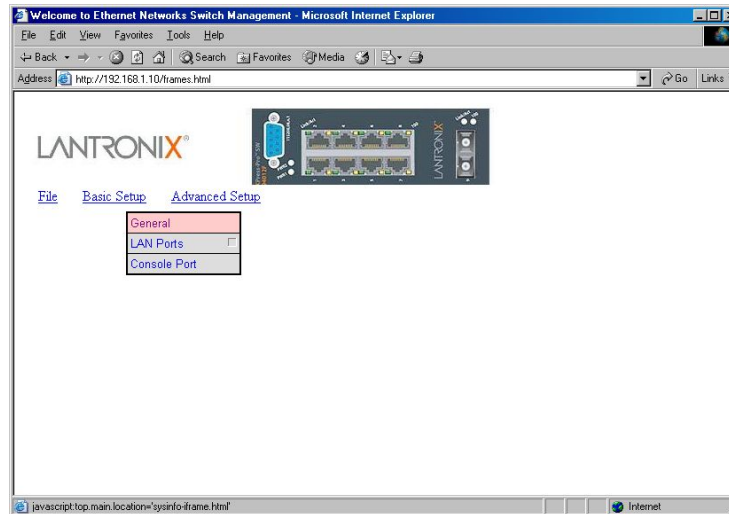 Welcome to Ethernet Networks Switch Management - Microsoft Internet Explorer
File Edit View Favorites Tools Help
Back Search Favorites Media
Address http://192.168.1.10/frames.html Go Links
LANTRONIX®
LANTRONIX
File Basic Setup Advanced Setup
General
LAN Ports
Console Port
javascript:top.main.location='sysinfo-iframe.html' Internet